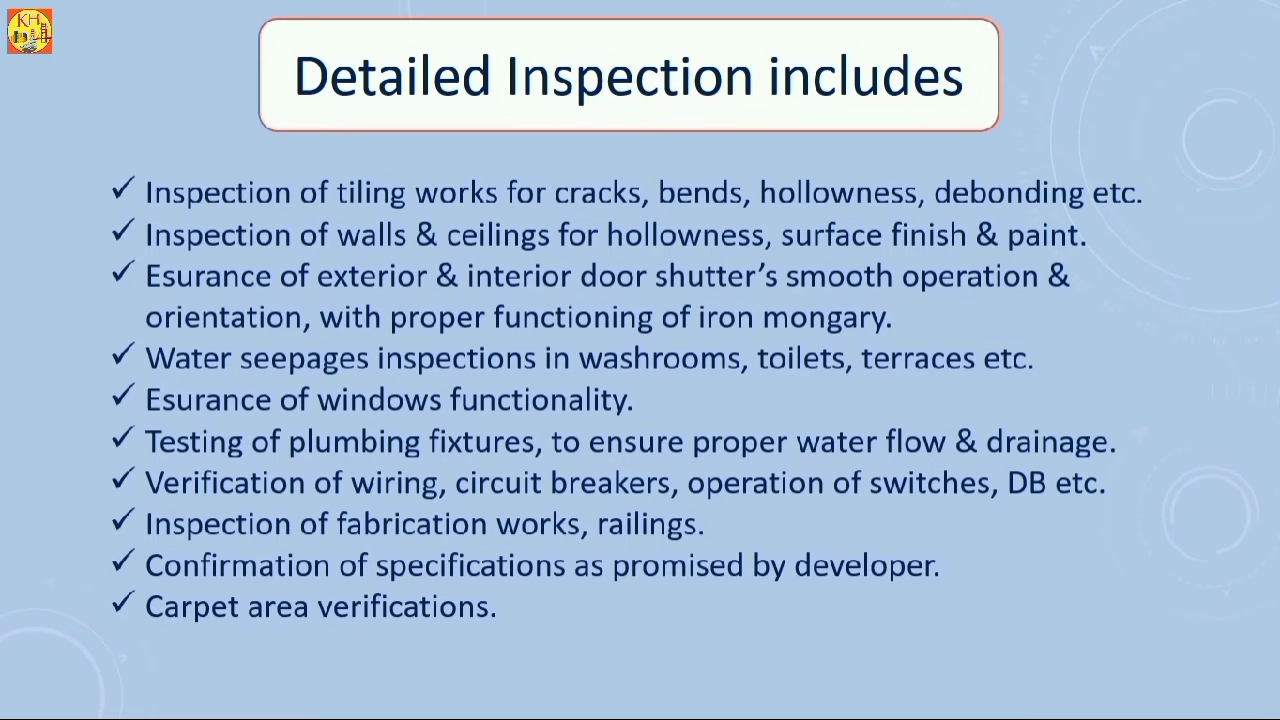 KH
Detailed Inspection includes
✓ Inspection of tiling works for cracks, bends, hollowness, debonding etc.
✓ Inspection of walls & ceilings for hollowness, surface finish & paint.
✓ Esurance of exterior & interior door shutter’s smooth operation &
orientation, with proper functioning of iron mongary.
✓ Water seepages inspections in washrooms, toilets, terraces etc.
✓ Esurance of windows functionality.
✓ Testing of plumbing fixtures, to ensure proper water flow & drainage.
✓ Verification of wiring, circuit breakers, operation of switches, DB etc.
✓ Inspection of fabrication works, railings.
✓ Confirmation of specifications as promised by developer.
✓ Carpet area verifications.